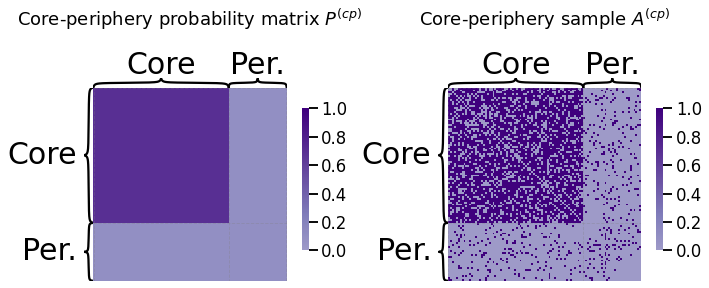 Core-periphery probability matrix P^(cp)
Core Per.
Core
Per.
1.0
0.8
0.6
0.4
0.2
0.0
Core-periphery sample A^(cp)
Core Per.
Core
Per.
1.0
0.8
0.6
0.4
0.2
0.0